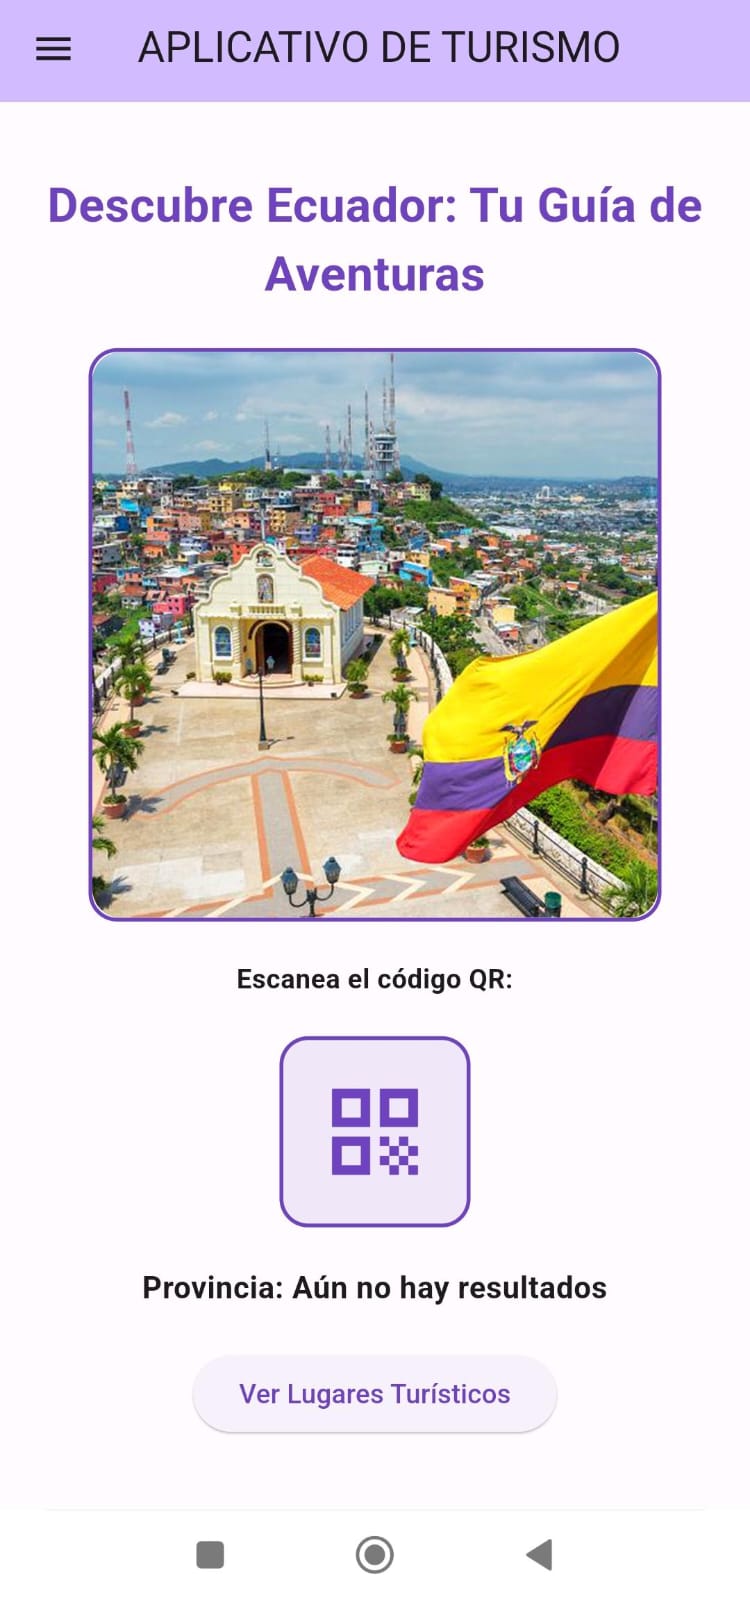 APLICATIVO DE TURISMO
Descubre Ecuador: Tu Guía de
Aventuras
Escanea el código QR:
Provincia: Aún no hay resultados
Ver Lugares Turísticos